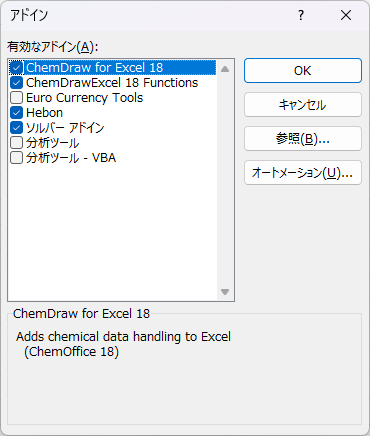 アドイン
?
有効なアドイン(A):
ChemDraw for Excel 18
ChemDrawExcel 18 Functions
Euro Currency Tools
Hebon
ソルバー アドイン
分析ツール
分析ツール - VBA
OK
キャンセル
参照(B)...
オートメーション(U)...
ChemDraw for Excel 18
Adds chemical data handling to Excel
(ChemOffice 18)